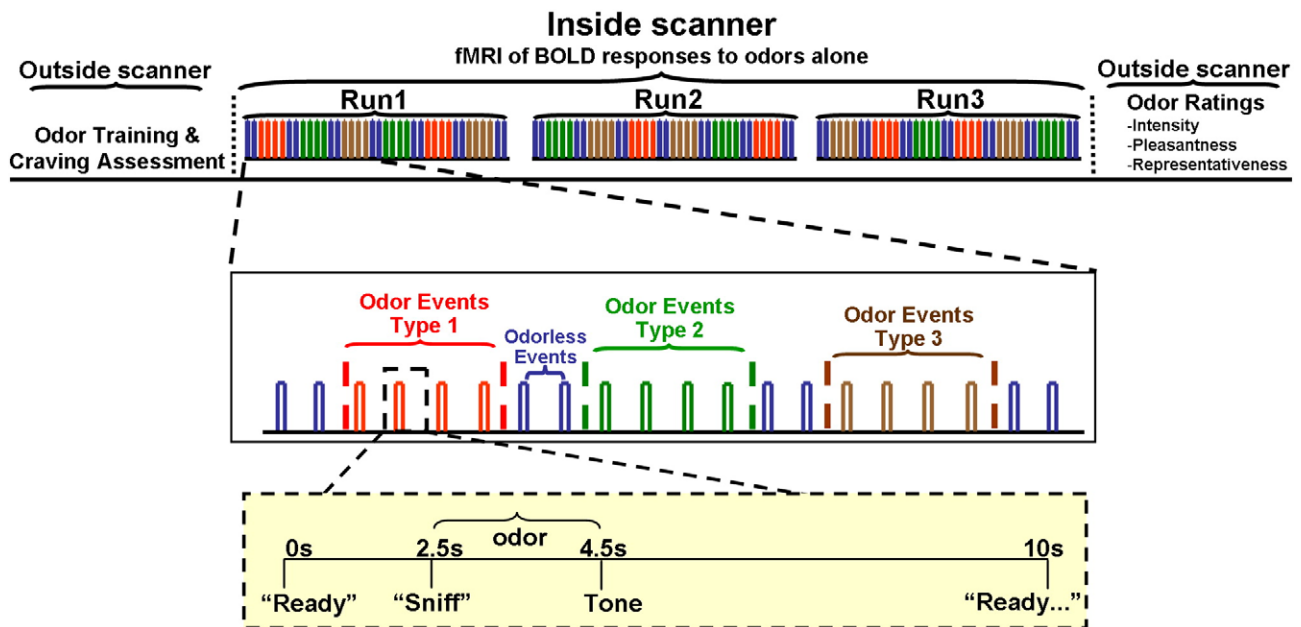 Inside scanner
fMRI of BOLD responses to odors alone
Outside scanner
Odor Training &
Craving Assessment
Run1
Run2
Run3
Outside scanner
Odor Ratings
-Intensity
-Pleasantness
-Representativeness
Odor Events
Type 1
Odorless
Events
Odor Events
Type 2
Odor Events
Type 3
0s
2.5s
odor
4.5s
10s
“Ready”
“Sniff”
Tone
“Ready...”